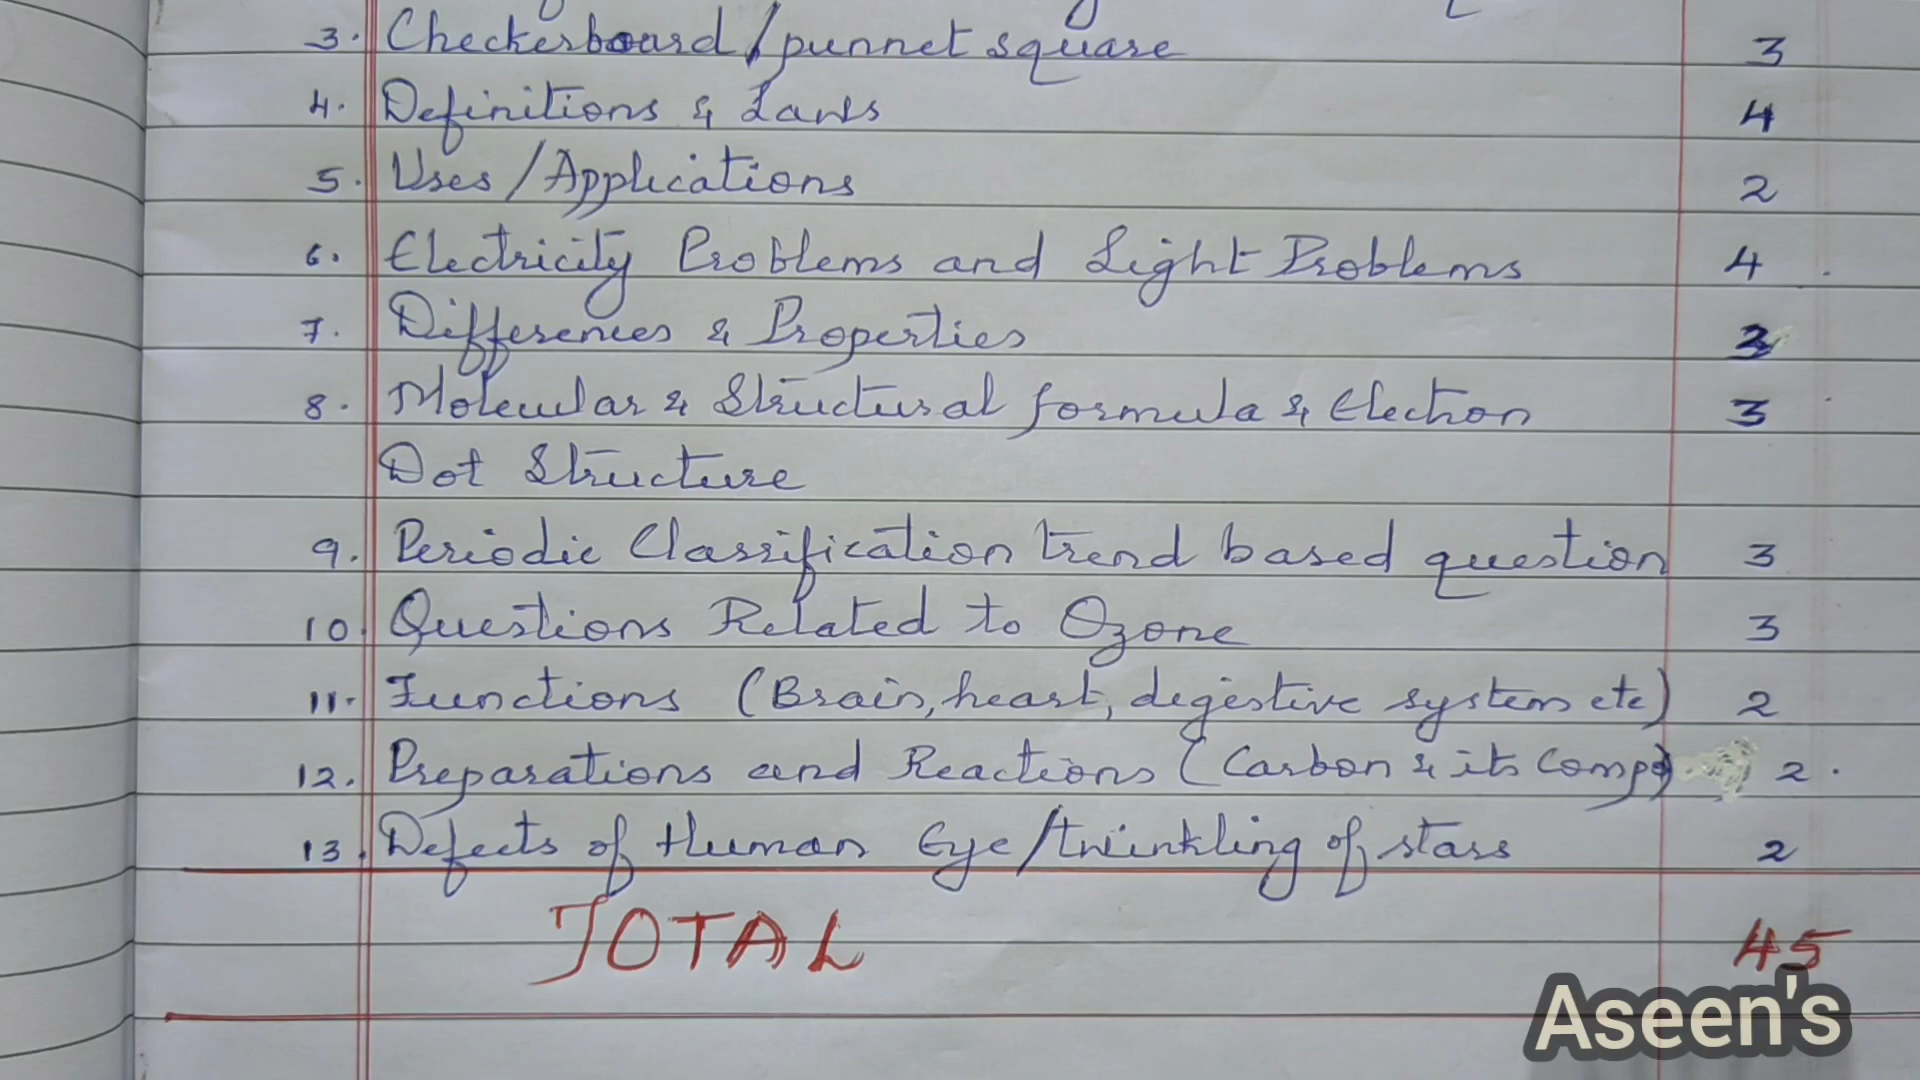 3. Checkerboard/punnet square 3
4. Definitions & Laws 4
5. Uses/Applications 2
6. Electricity Problems and Light Problems 4
7. Differences & Properties
8. Molecular & Structural formula & Electron 3
Dot Structure
9. Periodic Classification trend based question 3
10. Questions Related to Ozone 3
11. Functions (Brain, heart, digestive system etc) 2
12. Preparations and Reactions (Carbon & its Comp) 2
13. Defects of Human Eye/twinkling of stars 2
TOTAL 45
Aseen's